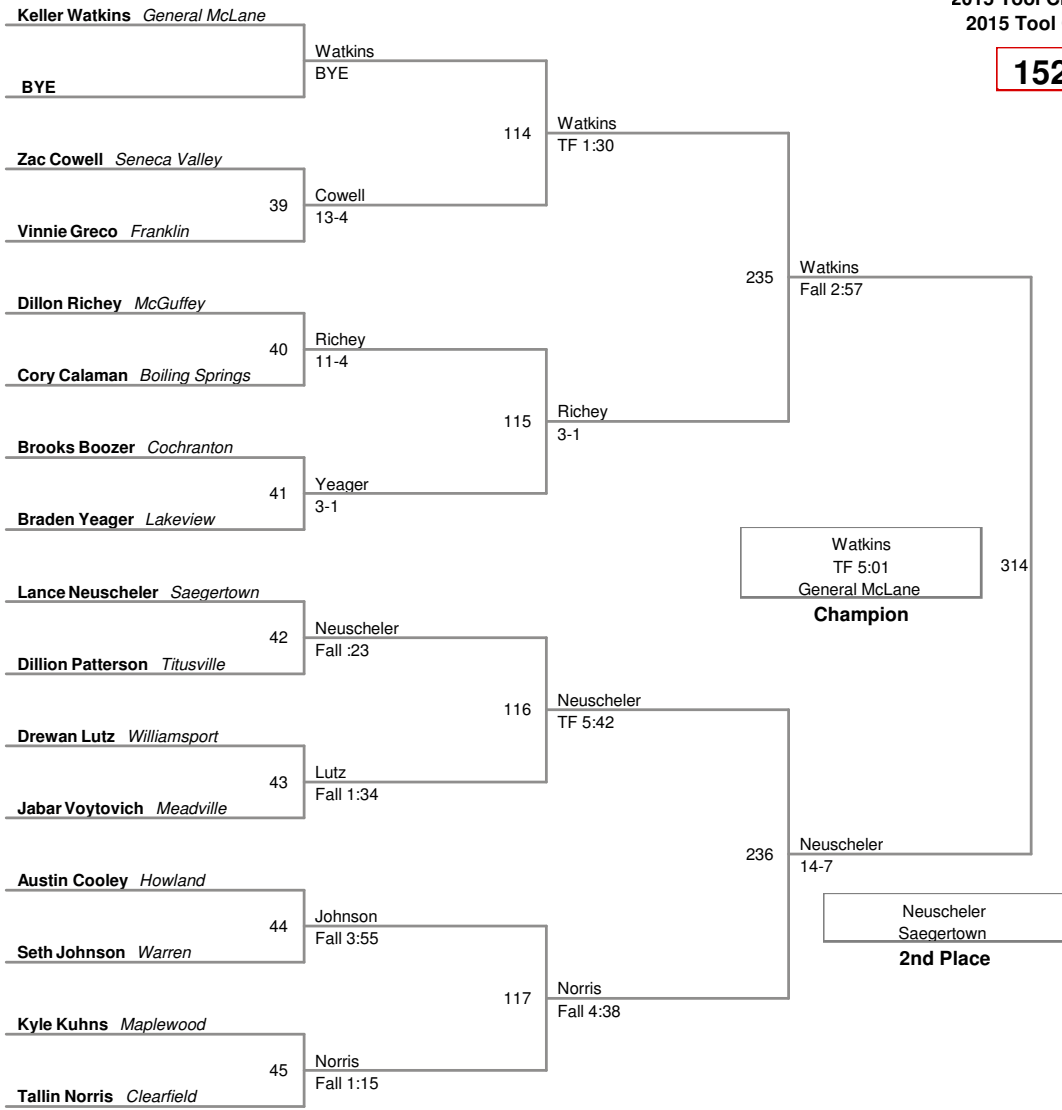 2015 Tool
2015 Tool
152
Keller Watkins General McLane
BYE
Watkins
BYE
114
Watkins
TF 1:30
Zac Cowell Seneca Valley
39
Cowell
13-4
Vinnie Greco Franklin
235
Watkins
Fall 2:57
Dillon Richey McGuffey
40
Richey
11-4
Cory Calaman Boiling Springs
115
Richey
3-1
Brooks Boozer Cochranton
41
Yeager
3-1
Braden Yeager Lakeview
Watkins
TF 5:01
General McLane
Champion
314
Lance Neuscheler Saegertown
42
Neuscheler
Fall :23
Dillion Patterson Titusville
116
Neuscheler
TF 5:42
Drewan Lutz Williamsport
43
Lutz
Fall 1:34
Jabar Voytovich Meadville
236
Neuscheler
14-7
Austin Cooley Howland
44
Johnson
Fall 3:55
Seth Johnson Warren
Neuscheler
Saegertown
2nd Place
117
Norris
Fall 4:38
Kyle Kuhns Maplewood
45
Norris
Fall 1:15
Tallin Norris Clearfield